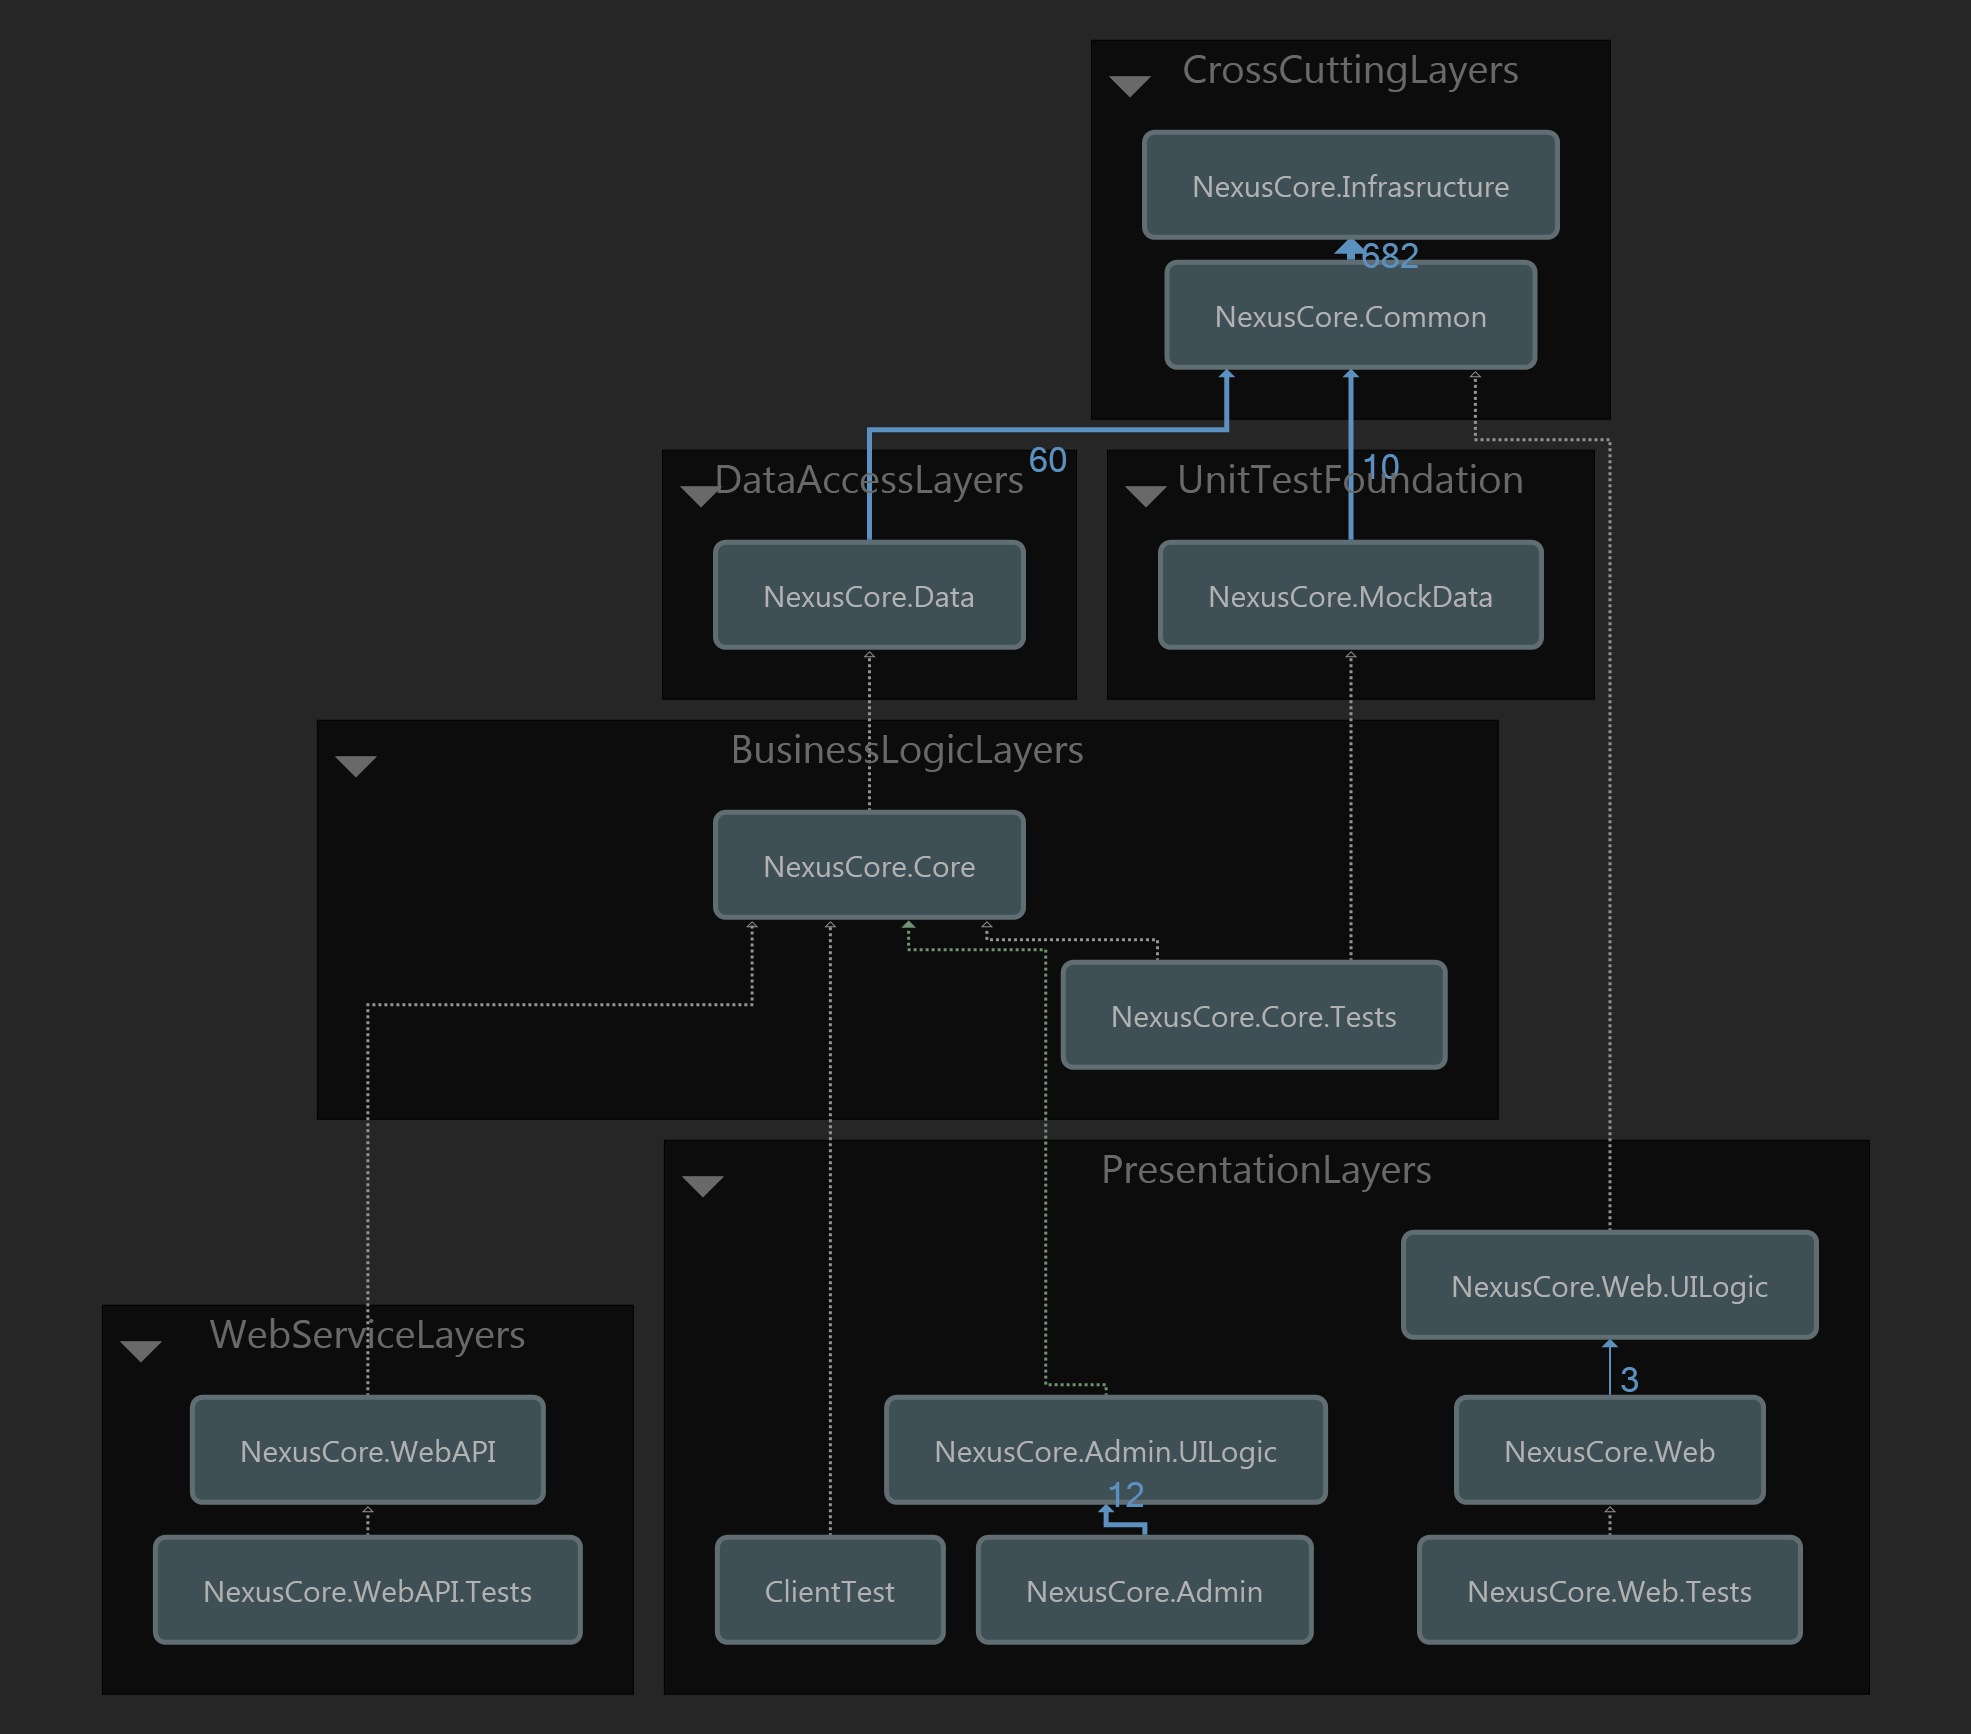 CrossCuttingLayers
NexusCore.Infrasructure
682
NexusCore.Common
60
DataAccessLayers
10
UnitTestFoundation
NexusCore.Data
NexusCore.MockData
BusinessLogicLayers
NexusCore.Core
NexusCore.Core.Tests
PresentationLayers
NexusCore.Web.UILogic
WebServiceLayers
3
NexusCore.WebAPI
NexusCore.Admin.UILogic
NexusCore.Web
12
NexusCore.WebAPI.Tests
ClientTest
NexusCore.Admin
NexusCore.Web.Tests